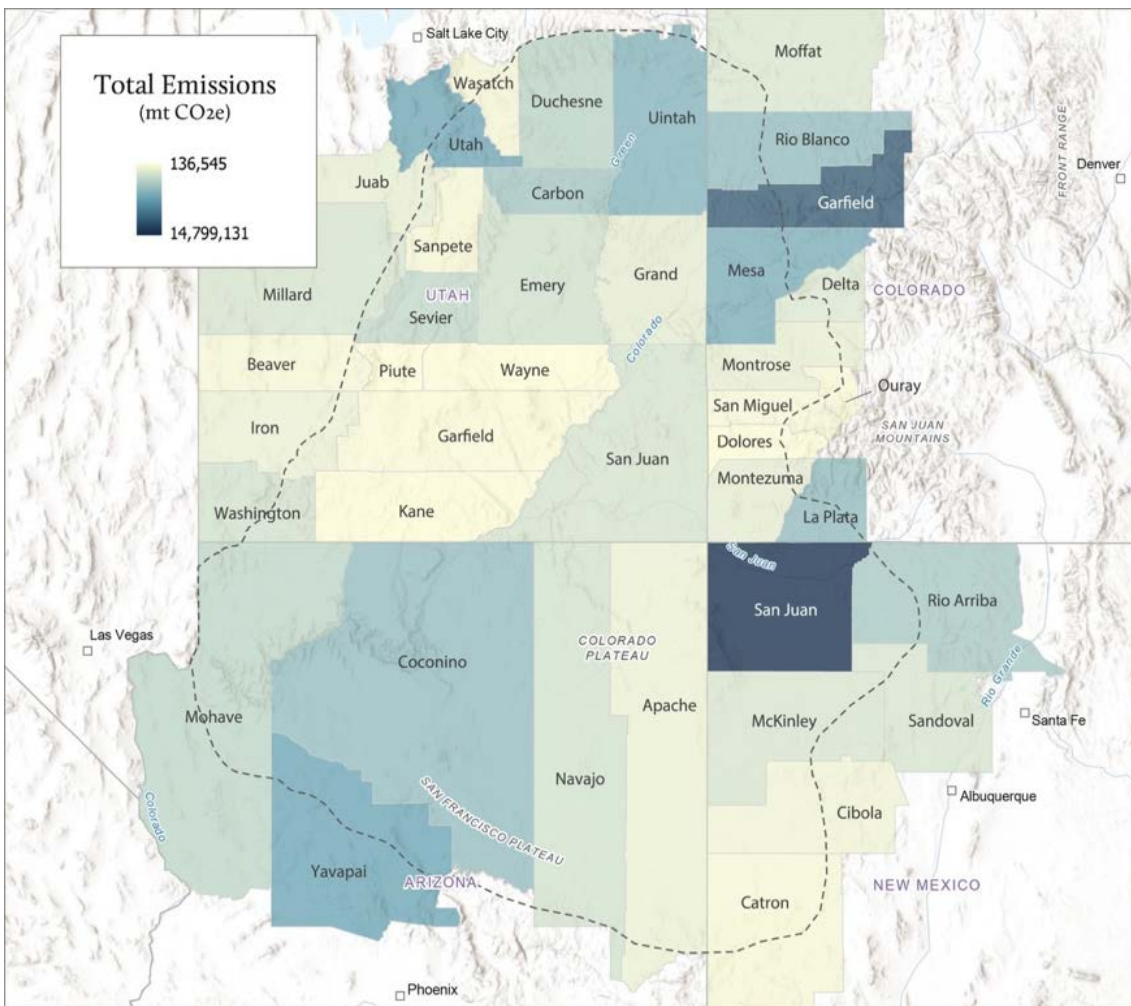 Total Emissions
(mt CO2e)
136,545
14,799,131
Salt Lake City
Moffat
Wasatch
Duchesne
Uintah
Utah
Green
Rio Blanco
FRONT RANGE
Denver
Juab
Carbon
Garfield
Sanpete
Millard
UTAH
Sevier
Emery
Grand
Mesa
Delta
COLORADO
Colorado
Beaver
Piute
Wayne
Montrose
Ouray
San Miguel
Iron
Garfield
Dolores
SAN JUAN
MOUNTAINS
San Juan
Montezuma
Washington
Kane
La Plata
San Juan
San Juan
Rio Arriba
Las Vegas
COLORADO
PLATEAU
Coconino
Rio Grande
Mohave
Apache
McKinley
Sandoval
Santa Fe
Navajo
Albuquerque
Colorado
SAN FRANCISCO PLATEAU
Cibola
Yavapai
ARIZONA
NEW MEXICO
Catron
Phoenix